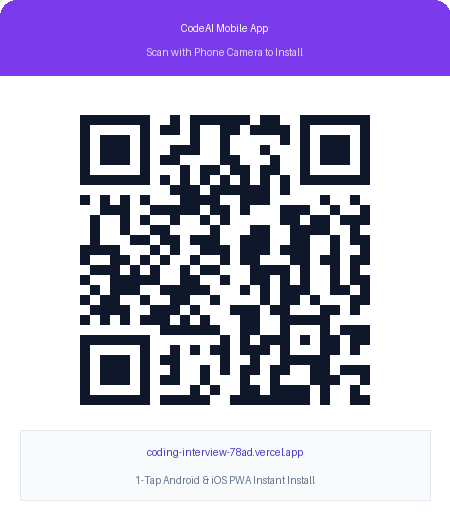 CodeAI Mobile App
Scan with Phone Camera to Install
coding-interview-78ad.vercel.app
1-Tap Android & iOS PWA Instant Install